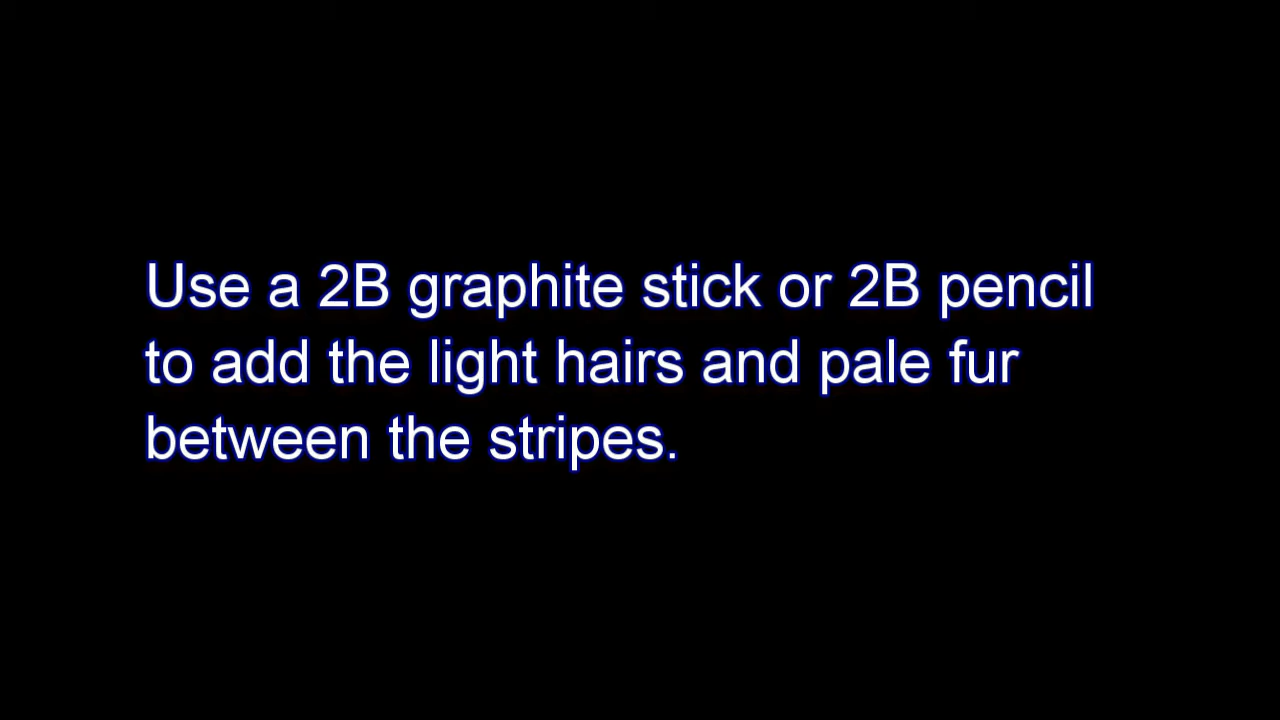 Use a 2B graphite stick or 2B pencil
to add the light hairs and pale fur
between the stripes.